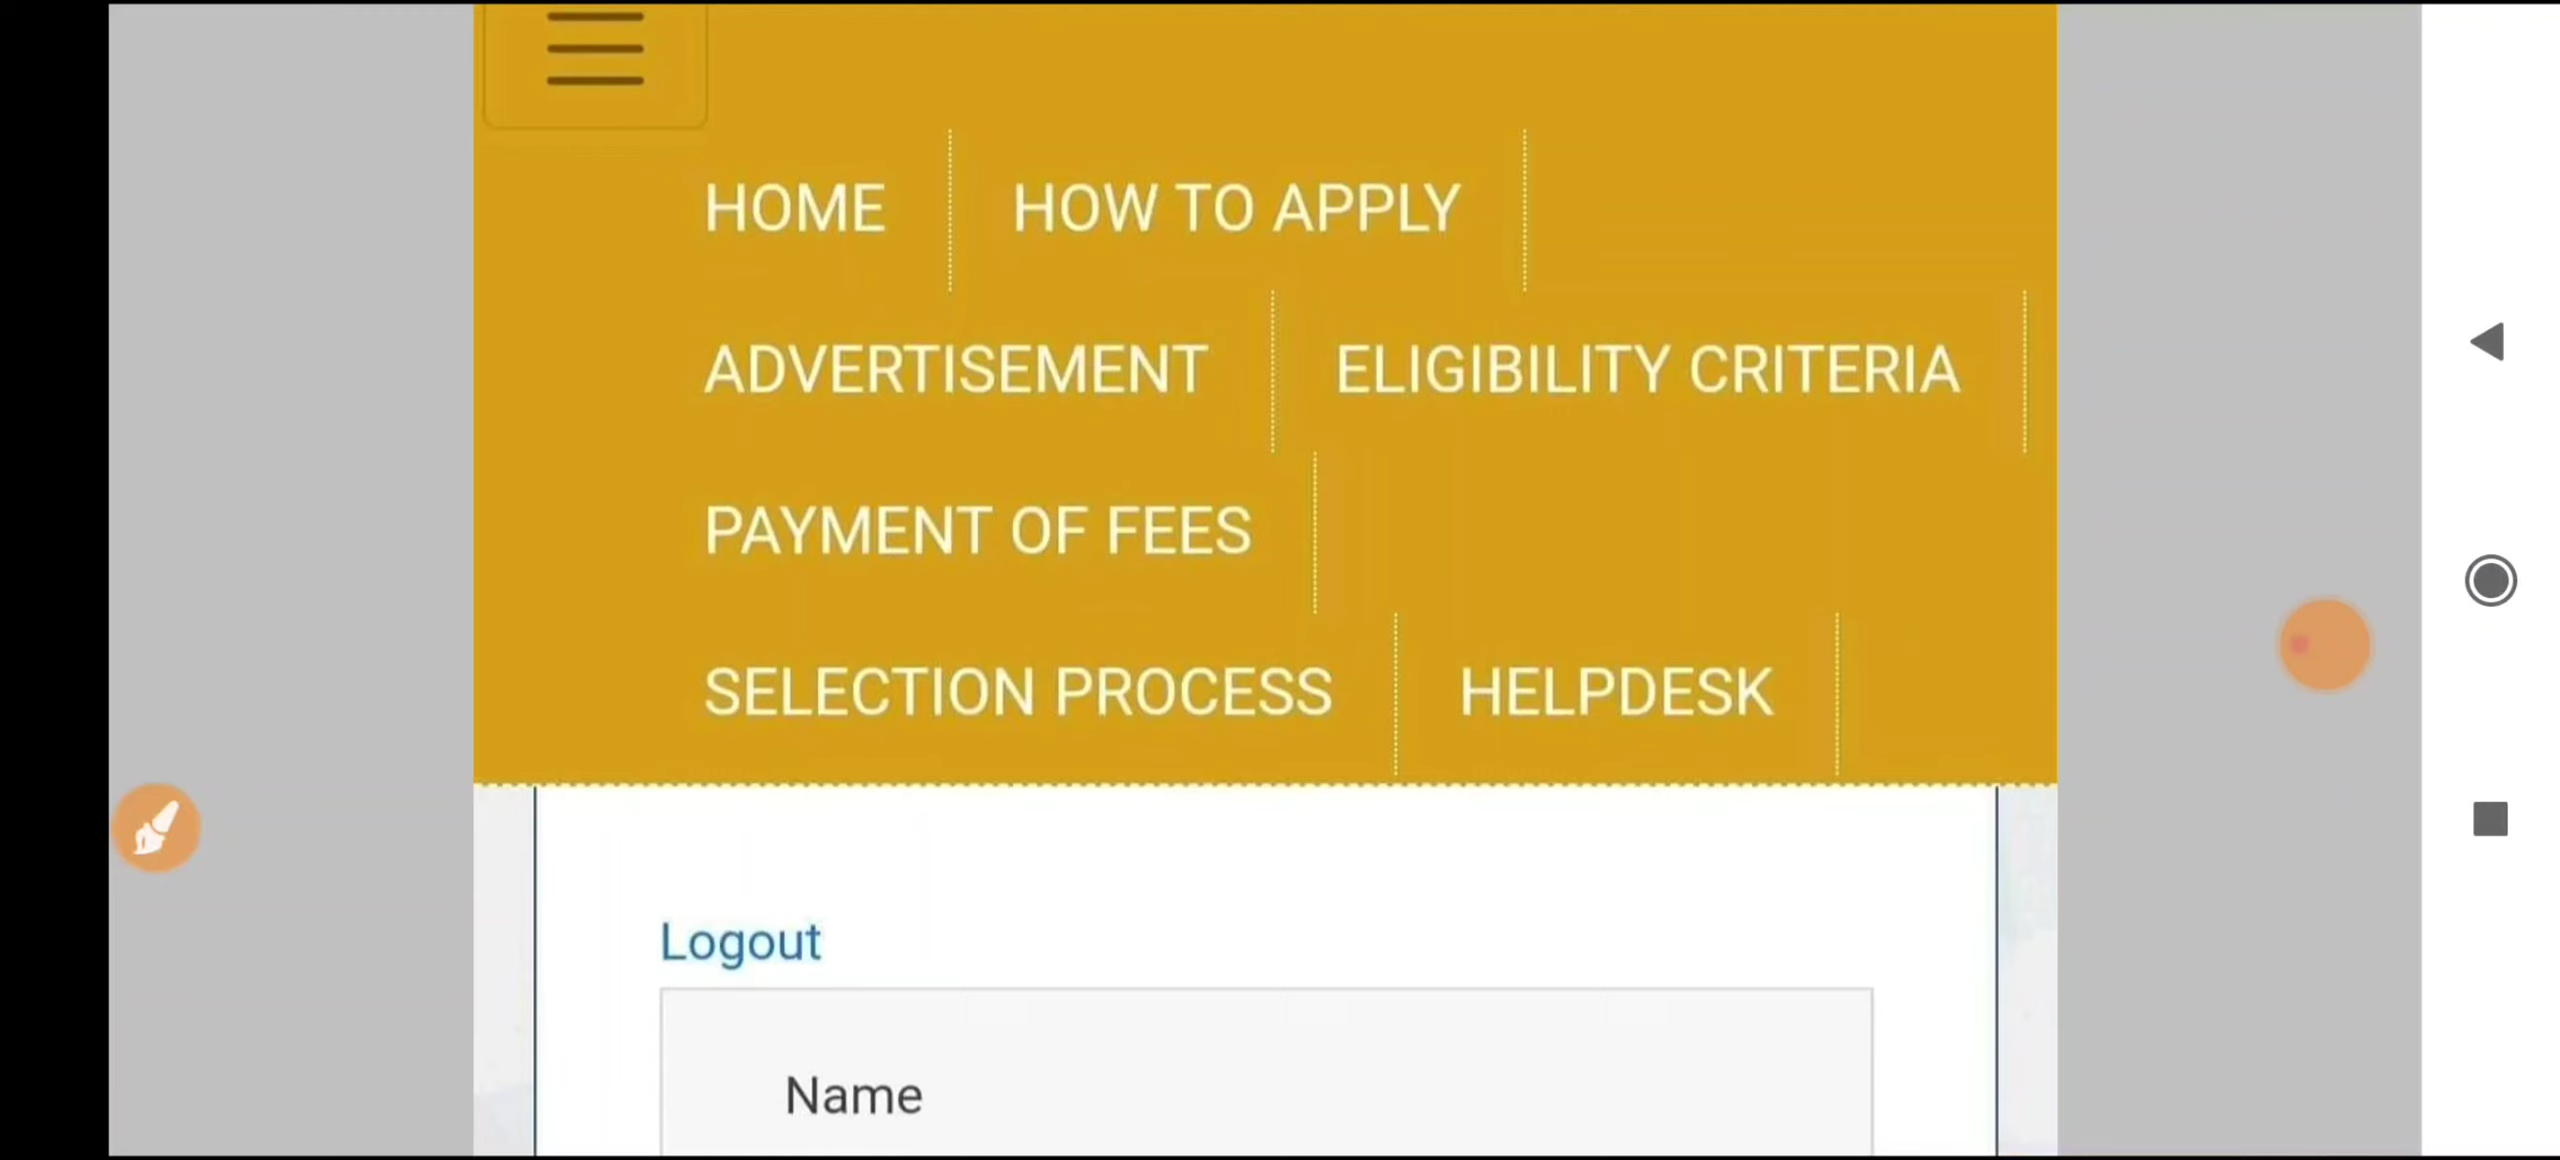 HOME HOW TO APPLY
ADVERTISEMENT ELIGIBILITY CRITERIA
PAYMENT OF FEES
SELECTION PROCESS HELPDESK
Logout
Name